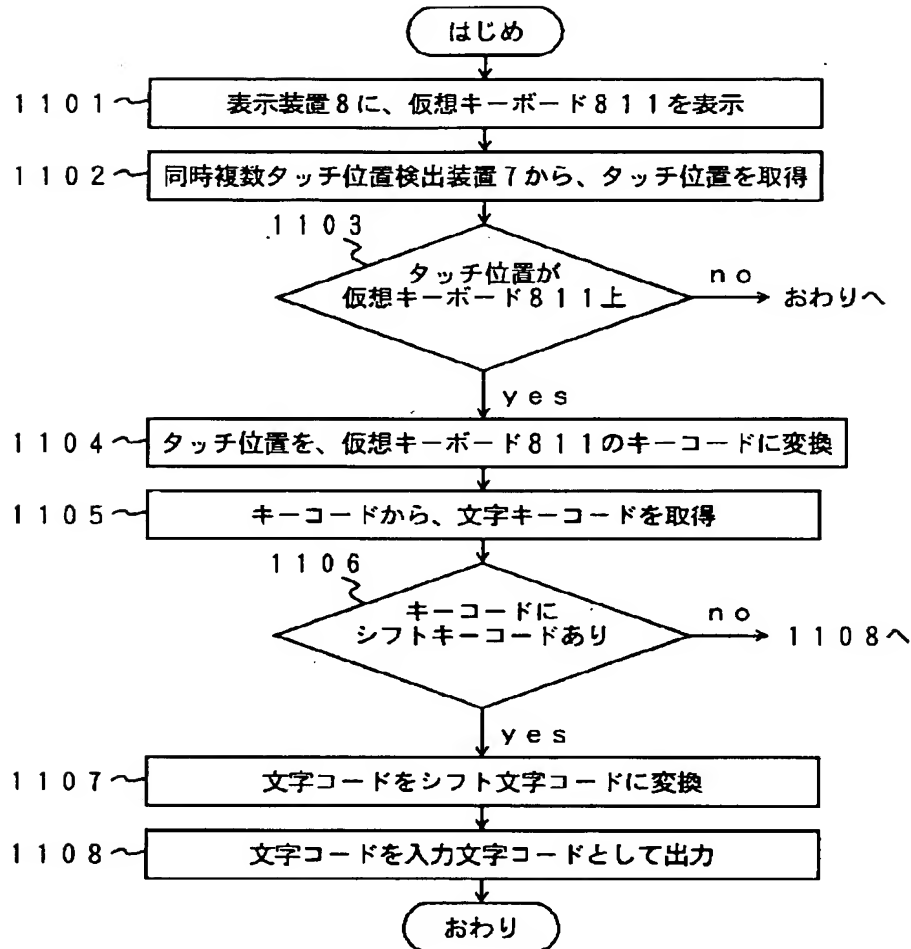 はじめ
1101
表示装置8に、仮想キーボード811を表示
1102
同時複数タッチ位置検出装置7から、タッチ位置を取得
1103
タッチ位置が
仮想キーボード811上
no
おわりへ
yes
1104
タッチ位置を、仮想キーボード811のキーコードに変換
1105
キーコードから、文字キーコードを取得
1106
キーコードに
シフトキーコードあり
no
1108へ
yes
1107
文字コードをシフト文字コードに変換
1108
文字コードを入力文字コードとして出力
おわり